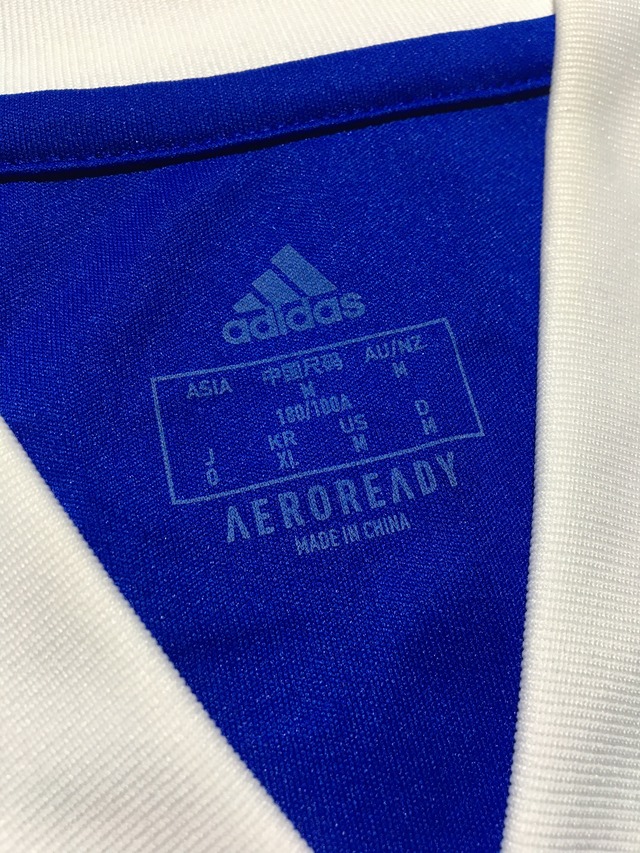 adidas
ASIA 中国尺码 AU/NZ
M M
180/100A
J KR US D
O XL M M
AEROREADY
MADE IN CHINA